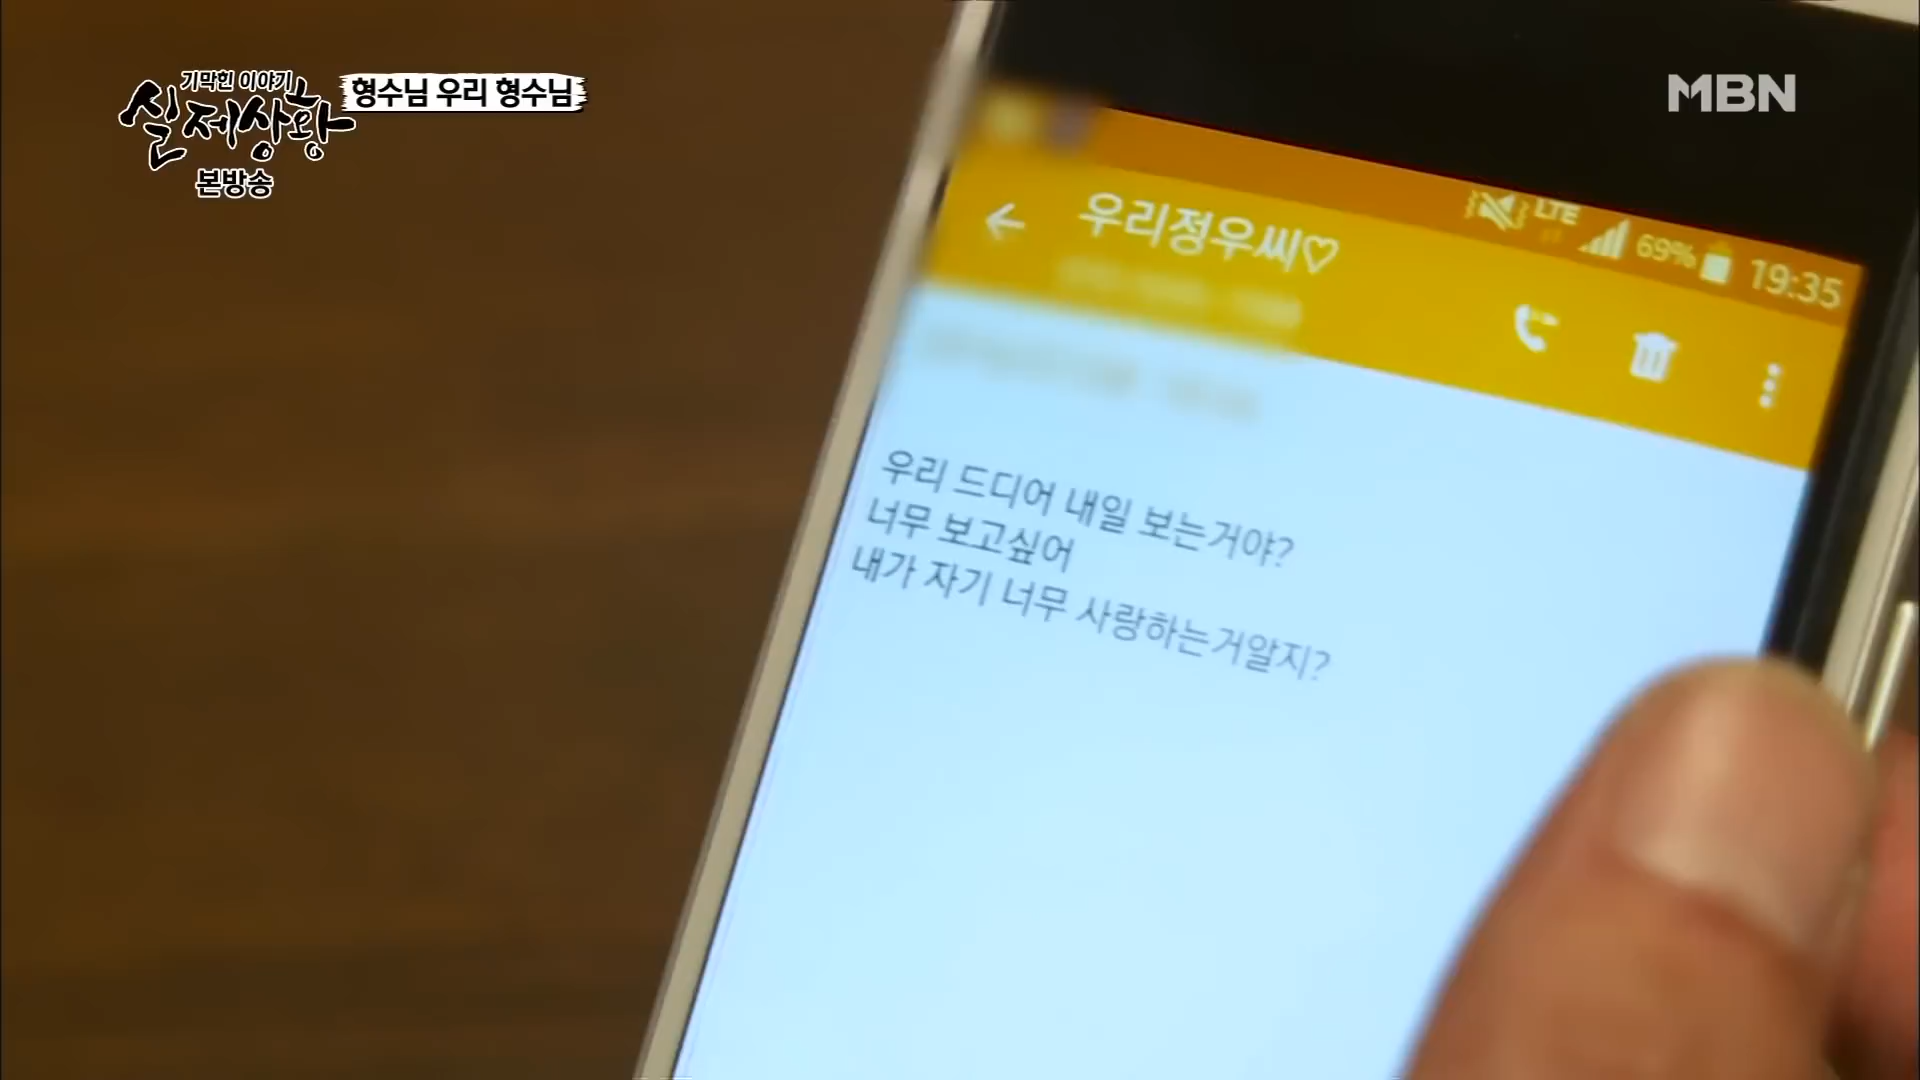 기막힌 이야기
실제상황
본방송
형수님 우리 형수님
MBN
LTE 69% 19:35
우리정우씨♡
우리 드디어 내일 보는거야?
너무 보고싶어
내가 자기 너무 사랑하는거알지?